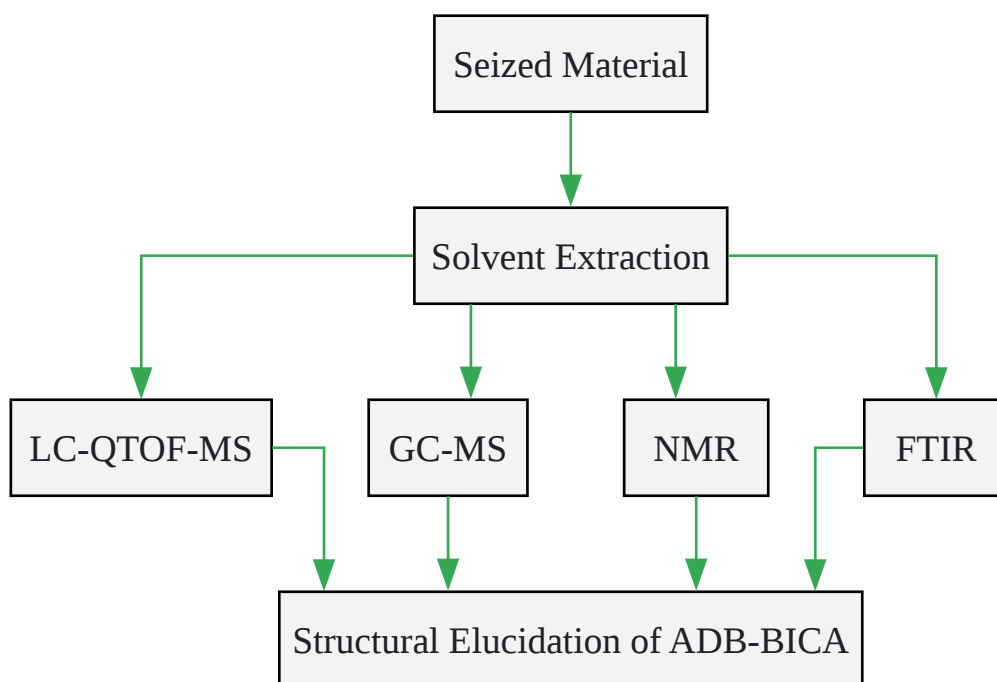 Seized Material
Solvent Extraction
LC-QTOF-MS
GC-MS
NMR
FTIR
Structural Elucidation of ADB-BICA